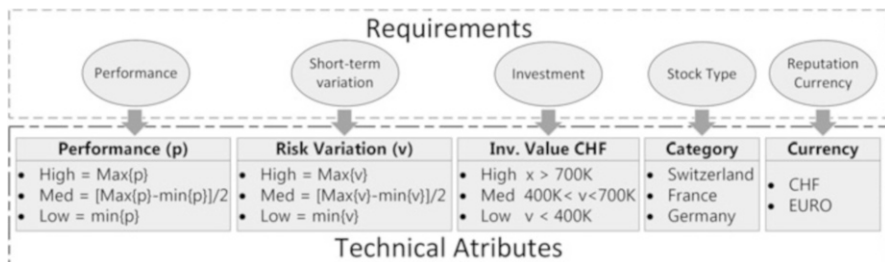 Requirements
Performance
Short-term
variation
Investment
Stock Type
Reputation
Currency
Performance (p)
• High = Max{p}
• Med = [Max{p}-min{p}]/2
• Low = min{p}
Risk Variation (v)
• High = Max{v}
• Med = [Max{v}-min{v}]/2
• Low = min{v}
Inv. Value CHF
• High x > 700K
• Med 400K< v<700K
• Low v < 400K
Category
• Switzerland
• France
• Germany
Currency
• CHF
• EURO
Technical Atributes